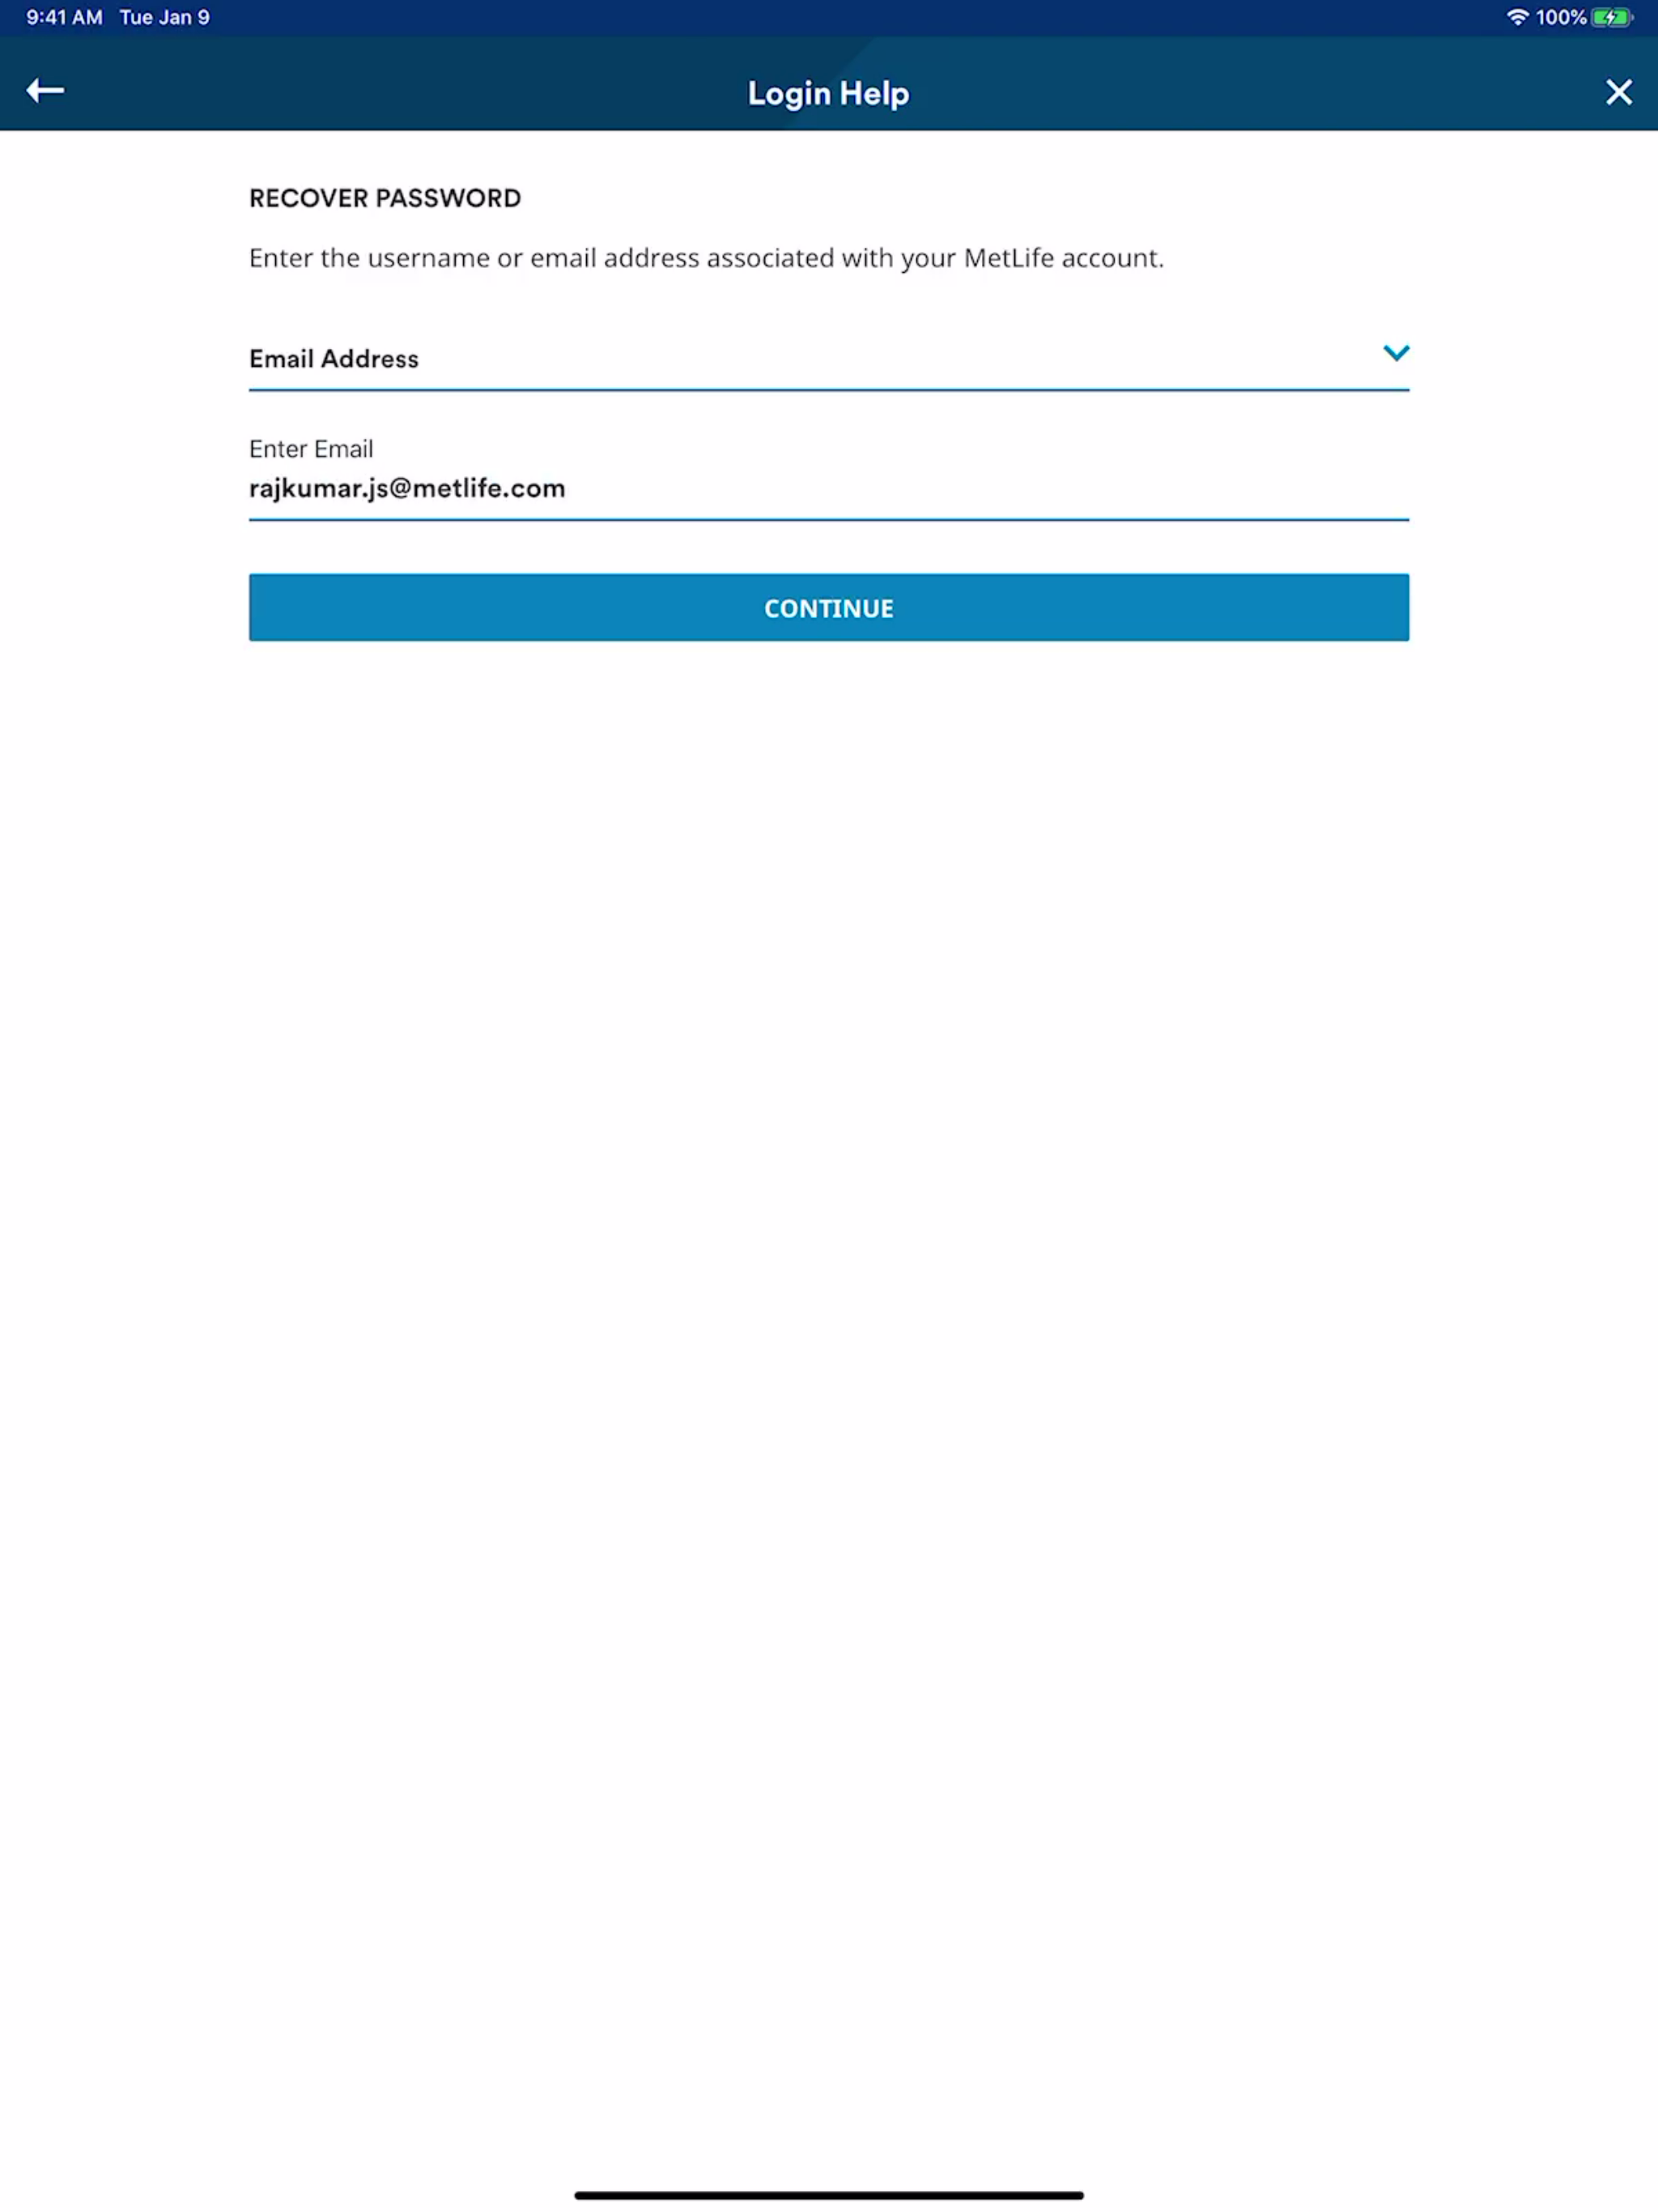 9:41 AM Tue Jan 9 100%
Login Help
RECOVER PASSWORD
Enter the username or email address associated with your MetLife account.
Email Address
Enter Email
rajkumar.js@metlife.com
CONTINUE